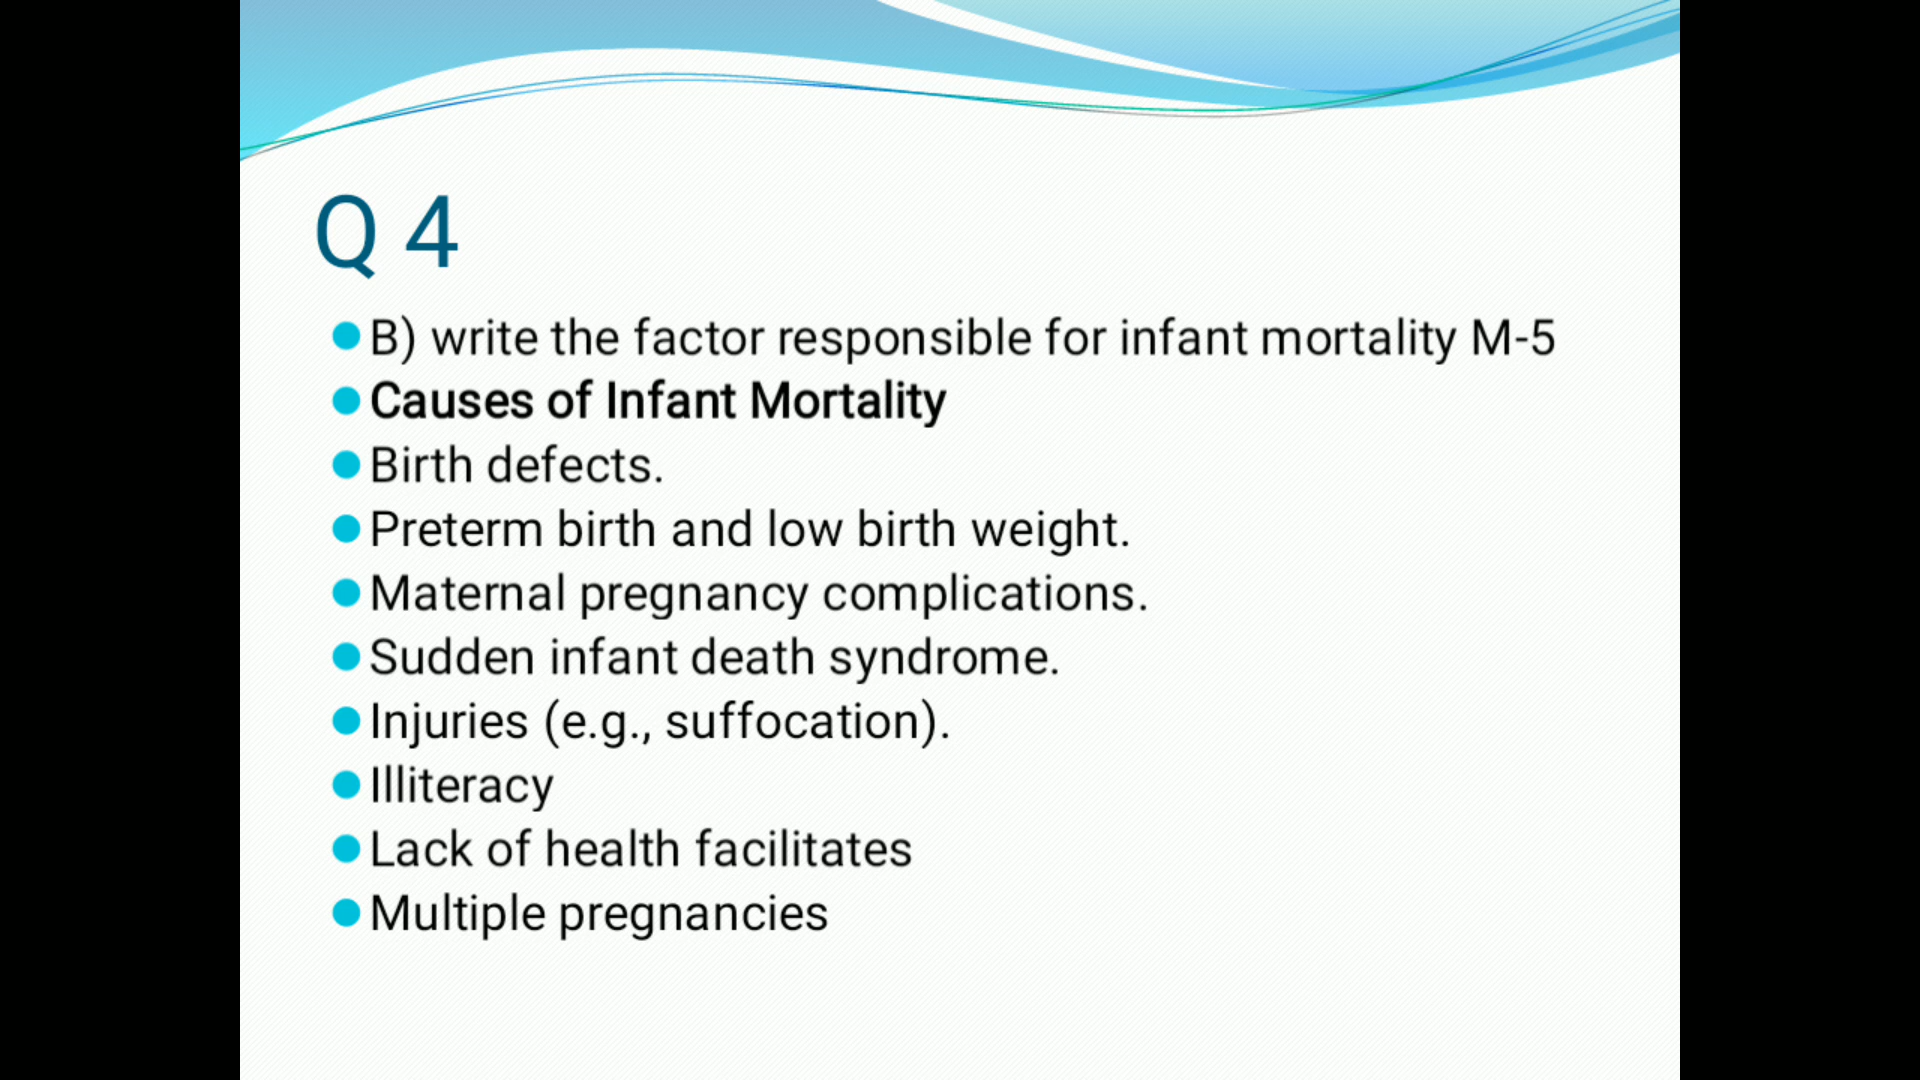 Q 4
B) write the factor responsible for infant mortality M-5
Causes of Infant Mortality
Birth defects.
Preterm birth and low birth weight.
Maternal pregnancy complications.
Sudden infant death syndrome.
Injuries (e.g., suffocation).
Illiteracy
Lack of health facilitates
Multiple pregnancies